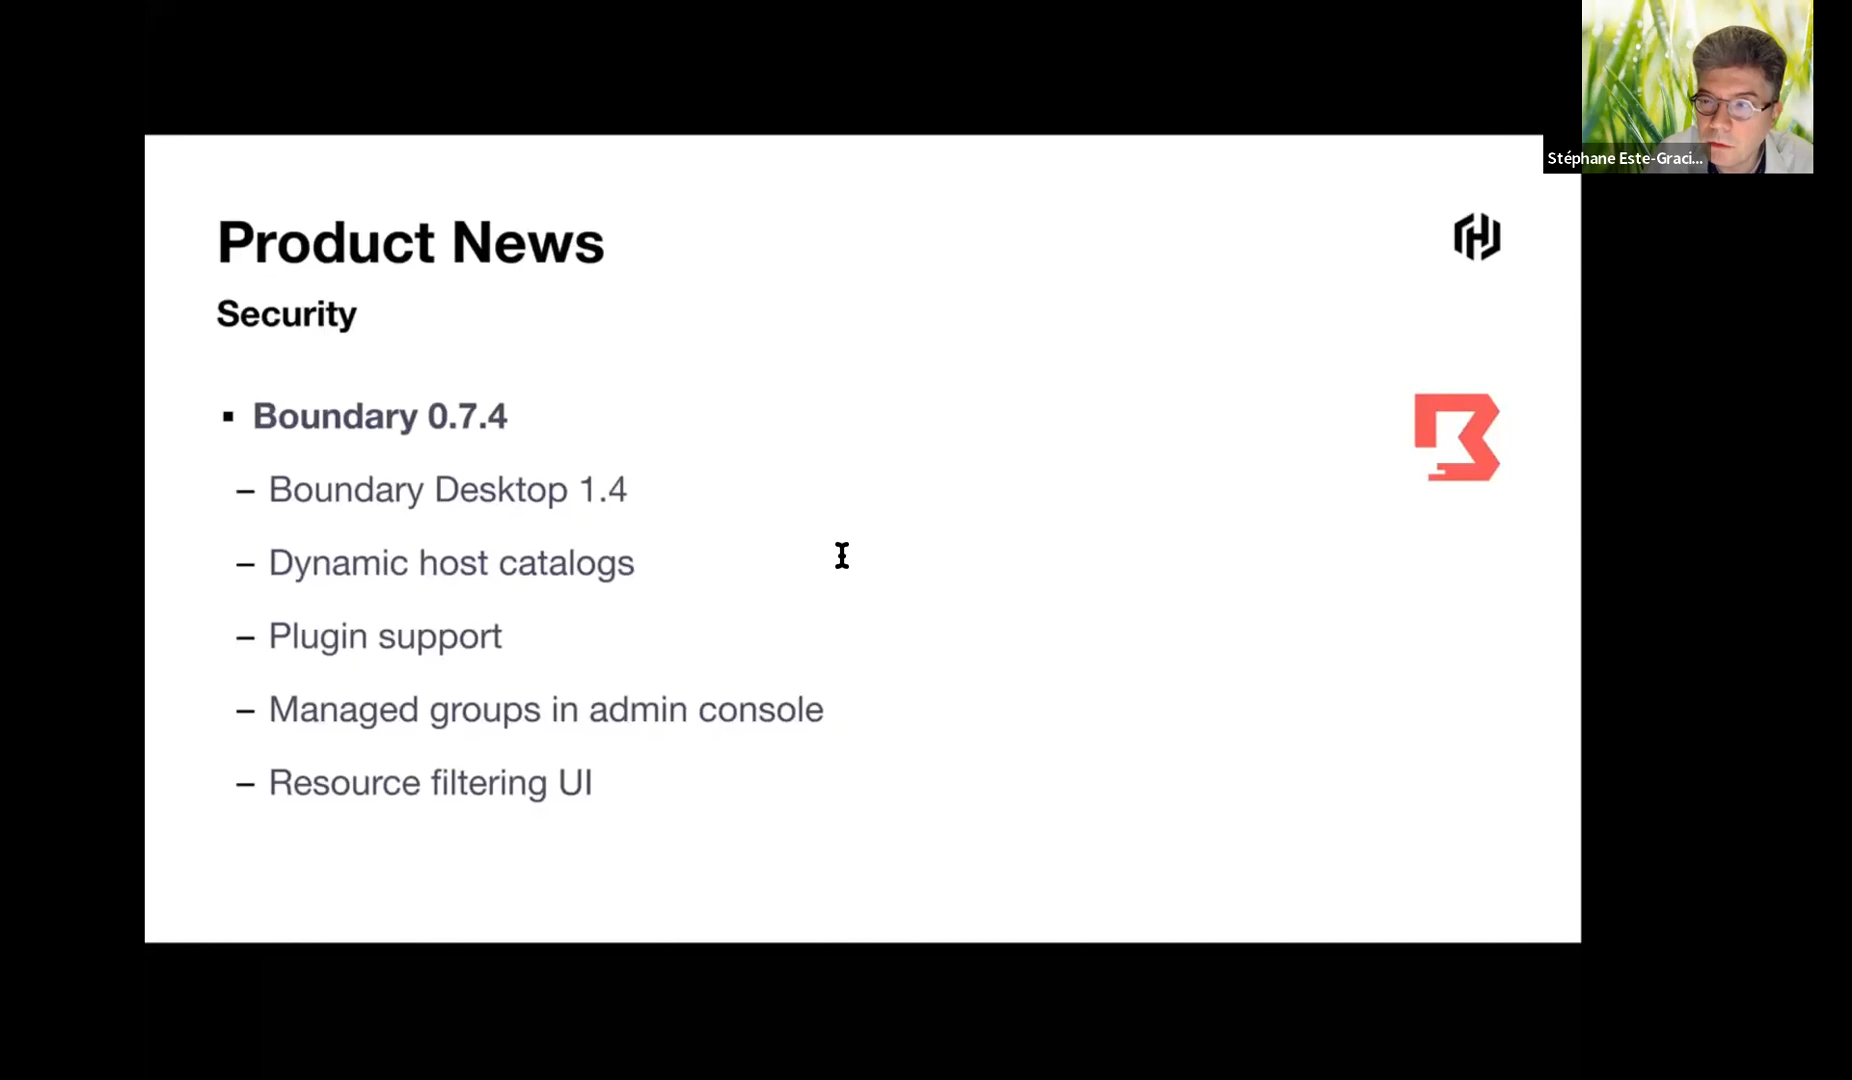 Stéphane Este-Graci...
Product News
Security
▪ Boundary 0.7.4
– Boundary Desktop 1.4
– Dynamic host catalogs
– Plugin support
– Managed groups in admin console
– Resource filtering UI